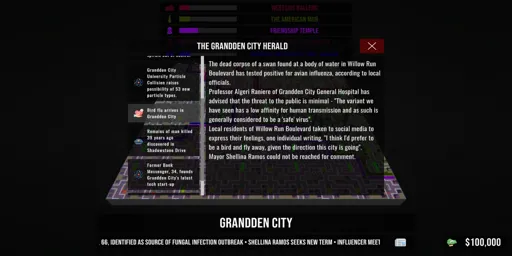 WEST SIDE MAULERS
THE AMERICAN MOB
FRIENDSHIP TEMPLE
THE GRANDDEN CITY HERALD
Grandden City
University Particle
Collision raises
possibility of 53 new
particle types.
Bird flu arrives in
Grandden City
Remains of man killed
36 years ago
discovered in
Shadowstone Drive
Former Bank
Messenger, 34, founds
Grandden City's latest
tech start-up
The dead corpse of a swan found at a body of water in Willow Run
Boulevard has tested positive for avian influenza, according to local
officials.
Professor Algeri Raniere of Grandden City General Hospital has
advised that the threat to the public is minimal - "The variant we
have seen has a low affinity for human transmission and as such is
generally considered to be a 'safe' virus".
Local residents of Willow Run Boulevard taken to social media to
express their feelings, one individual writing, "I think I'd prefer to
be a bird and fly away, given the direction this city is going".
Mayor Shellina Ramos could not be reached for comment.
GRANDDEN CITY
66, IDENTIFIED AS SOURCE OF FUNGAL INFECTION OUTBREAK • SHELLINA RAMOS SEEKS NEW TERM • INFLUENCER MEET
$100,000